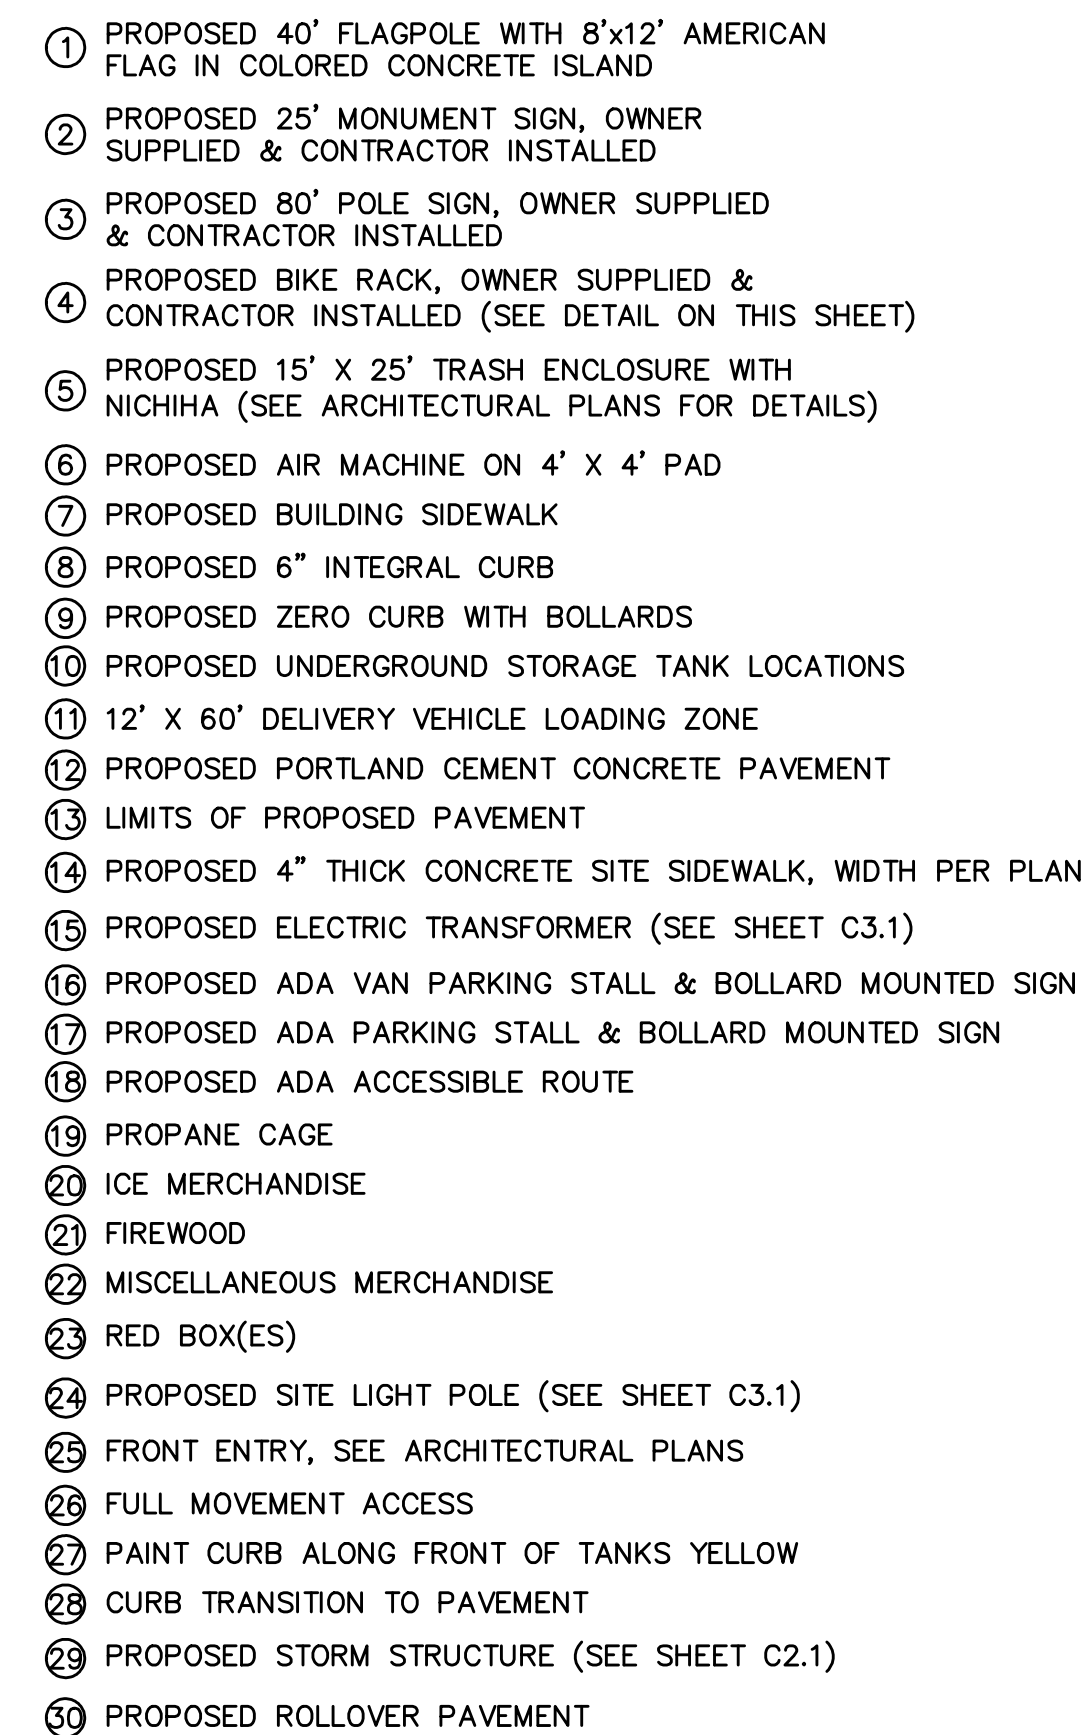 1 PROPOSED 40' FLAGPOLE WITH 8'x12' AMERICAN
FLAG IN COLORED CONCRETE ISLAND
2 PROPOSED 25' MONUMENT SIGN, OWNER
SUPPLIED & CONTRACTOR INSTALLED
3 PROPOSED 80' POLE SIGN, OWNER SUPPLIED
& CONTRACTOR INSTALLED
4 PROPOSED BIKE RACK, OWNER SUPPLIED &
CONTRACTOR INSTALLED (SEE DETAIL ON THIS SHEET)
5 PROPOSED 15' X 25' TRASH ENCLOSURE WITH
NICHIHA (SEE ARCHITECTURAL PLANS FOR DETAILS)
6 PROPOSED AIR MACHINE ON 4' X 4' PAD
7 PROPOSED BUILDING SIDEWALK
8 PROPOSED 6" INTEGRAL CURB
9 PROPOSED ZERO CURB WITH BOLLARDS
10 PROPOSED UNDERGROUND STORAGE TANK LOCATIONS
11 12' X 60' DELIVERY VEHICLE LOADING ZONE
12 PROPOSED PORTLAND CEMENT CONCRETE PAVEMENT
13 LIMITS OF PROPOSED PAVEMENT
14 PROPOSED 4" THICK CONCRETE SITE SIDEWALK, WIDTH PER PLAN
15 PROPOSED ELECTRIC TRANSFORMER (SEE SHEET C3.1)
16 PROPOSED ADA VAN PARKING STALL & BOLLARD MOUNTED SIGN
17 PROPOSED ADA PARKING STALL & BOLLARD MOUNTED SIGN
18 PROPOSED ADA ACCESSIBLE ROUTE
19 PROPANE CAGE
20 ICE MERCHANDISE
21 FIREWOOD
22 MISCELLANEOUS MERCHANDISE
23 RED BOX(ES)
24 PROPOSED SITE LIGHT POLE (SEE SHEET C3.1)
25 FRONT ENTRY, SEE ARCHITECTURAL PLANS
26 FULL MOVEMENT ACCESS
27 PAINT CURB ALONG FRONT OF TANKS YELLOW
28 CURB TRANSITION TO PAVEMENT
29 PROPOSED STORM STRUCTURE (SEE SHEET C2.1)
30 PROPOSED ROLLOVER PAVEMENT